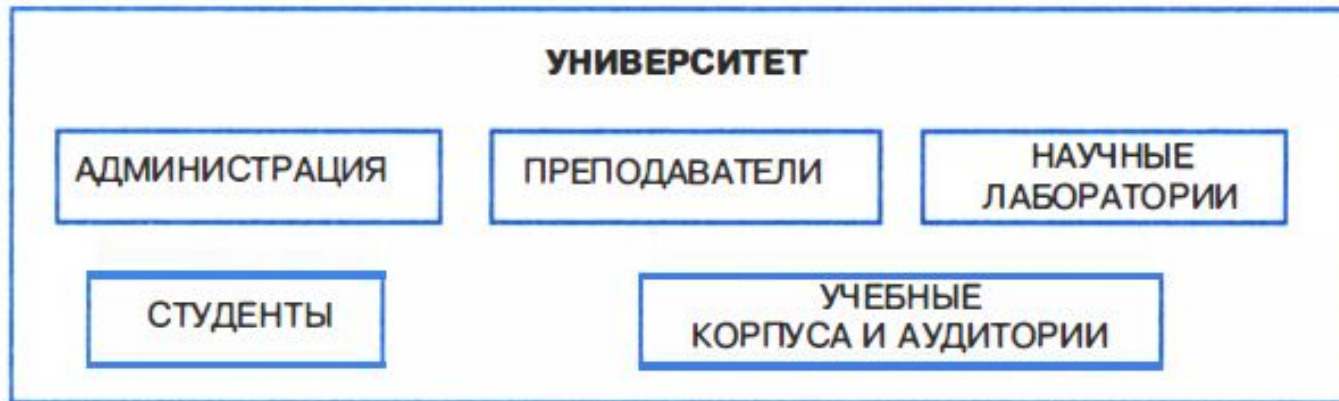 УНИВЕРСИТЕТ
АДМИНИСТРАЦИЯ
ПРЕПОДАВАТЕЛИ
НАУЧНЫЕ
ЛАБОРАТОРИИ
СТУДЕНТЫ
УЧЕБНЫЕ
КОРПУСА И АУДИТОРИИ